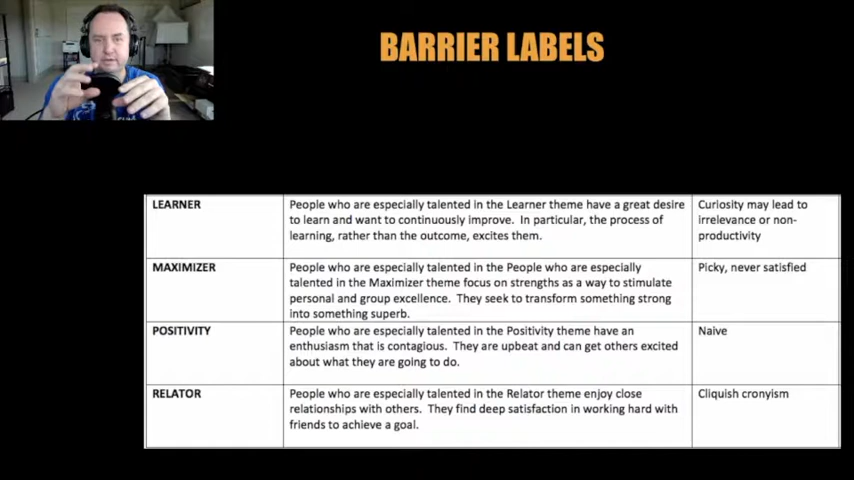 BARRIER LABELS
LEARNER
People who are especially talented in the Learner theme have a great desire
to learn and want to continuously improve.  In particular, the process of
learning, rather than the outcome, excites them.
Curiosity may lead to
irrelevance or non-
productivity
MAXIMIZER
People who are especially talented in the People who are especially
talented in the Maximizer theme focus on strengths as a way to stimulate
personal and group excellence.  They seek to transform something strong
into something superb.
Picky, never satisfied
POSITIVITY
People who are especially talented in the Positivity theme have an
enthusiasm that is contagious.  They are upbeat and can get others excited
about what they are going to do.
Naive
RELATOR
People who are especially talented in the Relator theme enjoy close
relationships with others.  They find deep satisfaction in working hard with
friends to achieve a goal.
Cliquish cronyism